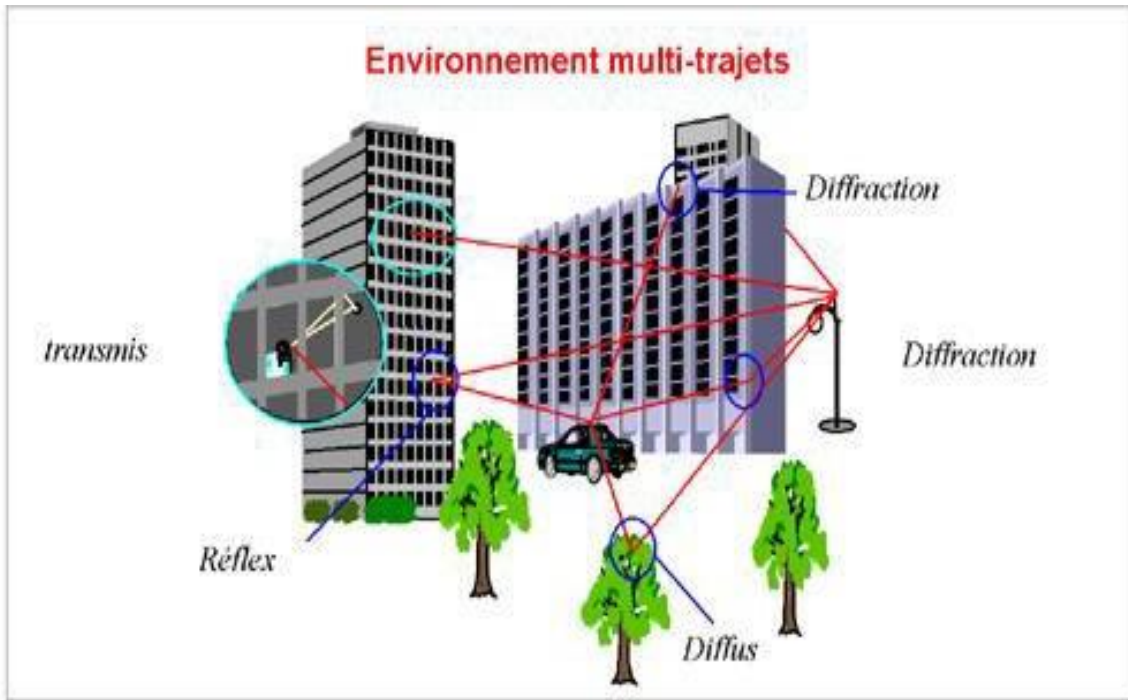 Environnement multi-trajets
Diffraction
transmis
Diffraction
Réflex
Diffus